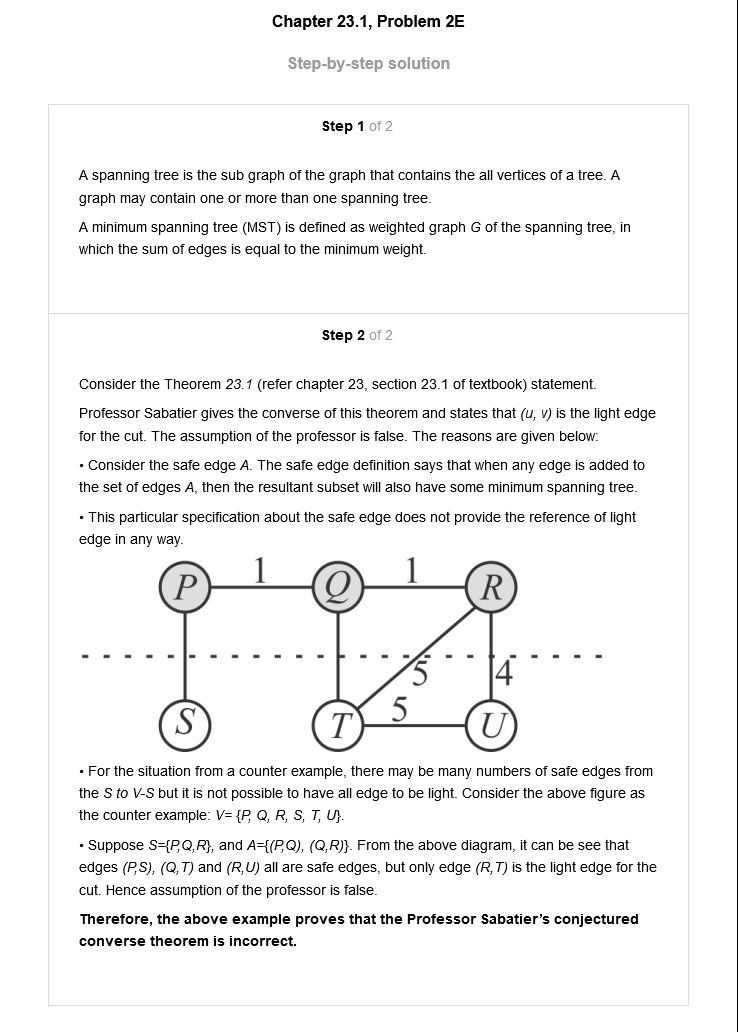 Chapter 23.1, Problem 2E
Step-by-step solution
Step 1 of 2
A spanning tree is the sub graph of the graph that contains the all vertices of a tree. A
graph may contain one or more than one spanning tree.
A minimum spanning tree (MST) is defined as weighted graph G of the spanning tree, in
which the sum of edges is equal to the minimum weight.
Step 2 of 2
Consider the Theorem 23.1 (refer chapter 23, section 23.1 of textbook) statement.
Professor Sabatier gives the converse of this theorem and states that (u, v) is the light edge
for the cut. The assumption of the professor is false. The reasons are given below:
• Consider the safe edge A. The safe edge definition says that when any edge is added to
the set of edges A, then the resultant subset will also have some minimum spanning tree.
• This particular specification about the safe edge does not provide the reference of light
edge in any way.
1 1
P Q R
5 4
5
S T U
• For the situation from a counter example, there may be many numbers of safe edges from
the S to V-S but it is not possible to have all edge to be light. Consider the above figure as
the counter example: V= {P, Q, R, S, T, U}.
• Suppose S={P,Q,R}, and A={(P,Q), (Q,R)}. From the above diagram, it can be see that
edges (P,S), (Q,T) and (R,U) all are safe edges, but only edge (R,T) is the light edge for the
cut. Hence assumption of the professor is false.
Therefore, the above example proves that the Professor Sabatier's conjectured
converse theorem is incorrect.